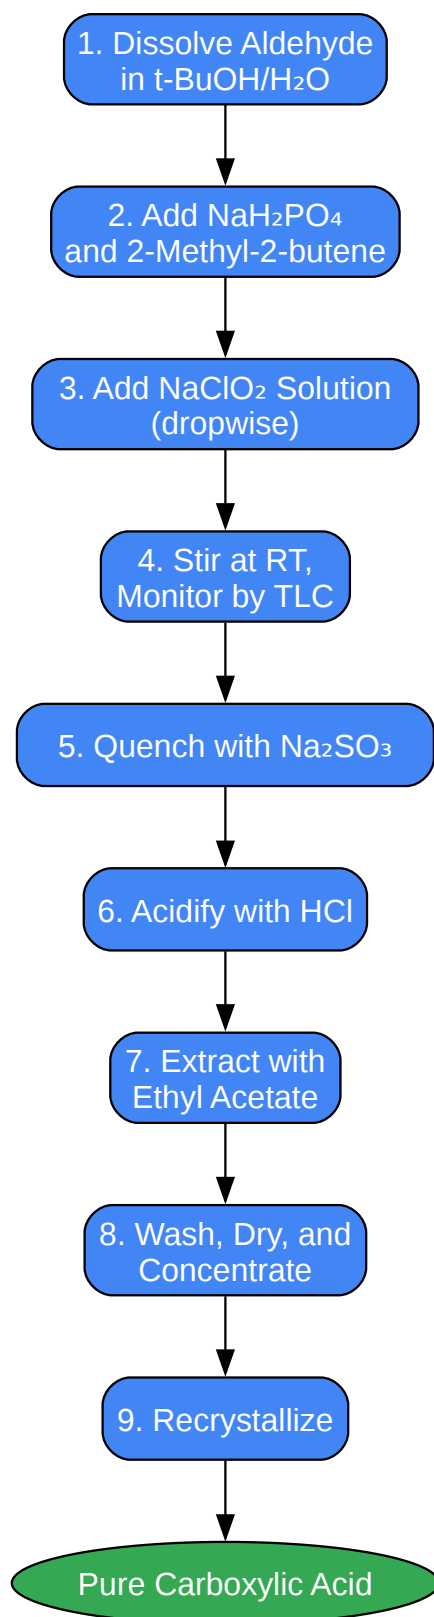 1. Dissolve Aldehyde
in t-BuOH/H₂O
2. Add NaH₂PO₄
and 2-Methyl-2-butene
3. Add NaClO₂ Solution
(dropwise)
4. Stir at RT,
Monitor by TLC
5. Quench with Na₂SO₃
6. Acidify with HCl
7. Extract with
Ethyl Acetate
8. Wash, Dry, and
Concentrate
9. Recrystallize
Pure Carboxylic Acid